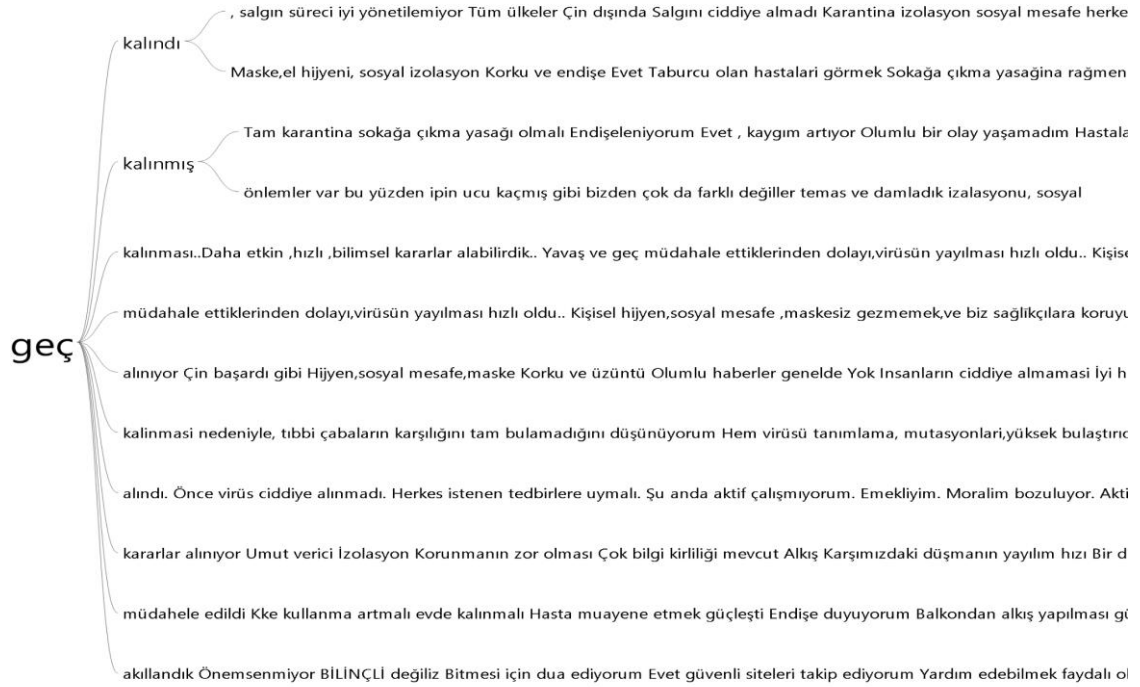 , salgın süreci iyi yönetilemiyor Tüm ülkeler Çin dışında Salgını ciddiye almadı Karantina izolasyon sosyal mesafe herke
kalındı
Maske,el hijyeni, sosyal izolasyon Korku ve endişe Evet Taburcu olan hastalari görmek Sokağa çıkma yasağina rağmen
Tam karantina sokağa çıkma yasağı olmalı Endişeleniyorum Evet , kaygım artıyor Olumlu bir olay yaşamadım Hastala
kalınmış
önlemler var bu yüzden ipin ucu kaçmış gibi bizden çok da farklı değiller temas ve damladık izalasyonu, sosyal
kalınması..Daha etkin ,hızlı ,bilimsel kararlar alabilirdik.. Yavaş ve geç müdahale ettiklerinden dolayı,virüsün yayılması hızlı oldu.. Kişise
müdahale ettiklerinden dolayı,virüsün yayılması hızlı oldu.. Kişisel hijyen,sosyal mesafe ,maskesiz gezmemek,ve biz sağlikçılara koruyu
geç
alınıyor Çin başardı gibi Hijyen,sosyal mesafe,maske Korku ve üzüntü Olumlu haberler genelde Yok Insanların ciddiye almamasi İyi h
kalinmasi nedeniyle, tıbbi çabaların karşılığını tam bulamadığını düşünüyorum Hem virüsü tanımlama, mutasyonlari,yüksek bulaştırıc
alındı. Önce virüs ciddiye alınmadı. Herkes istenen tedbirlere uymalı. Şu anda aktif çalışmıyorum. Emekliyim. Moralim bozuluyor. Akti
kararlar alınıyor Umut verici İzolasyon Korunmanın zor olması Çok bilgi kirliliği mevcut Alkış Karşımızdaki düşmanın yayılım hızı Bir d
müdahele edildi Kke kullanma artmalı evde kalınmalı Hasta muayene etmek güçleşti Endişe duyuyorum Balkondan alkış yapılması gü
akıllandık Önemsenmiyor BİLİNÇLİ değiliz Bitmesi için dua ediyorum Evet güvenli siteleri takip ediyorum Yardım edebilmek faydalı ol